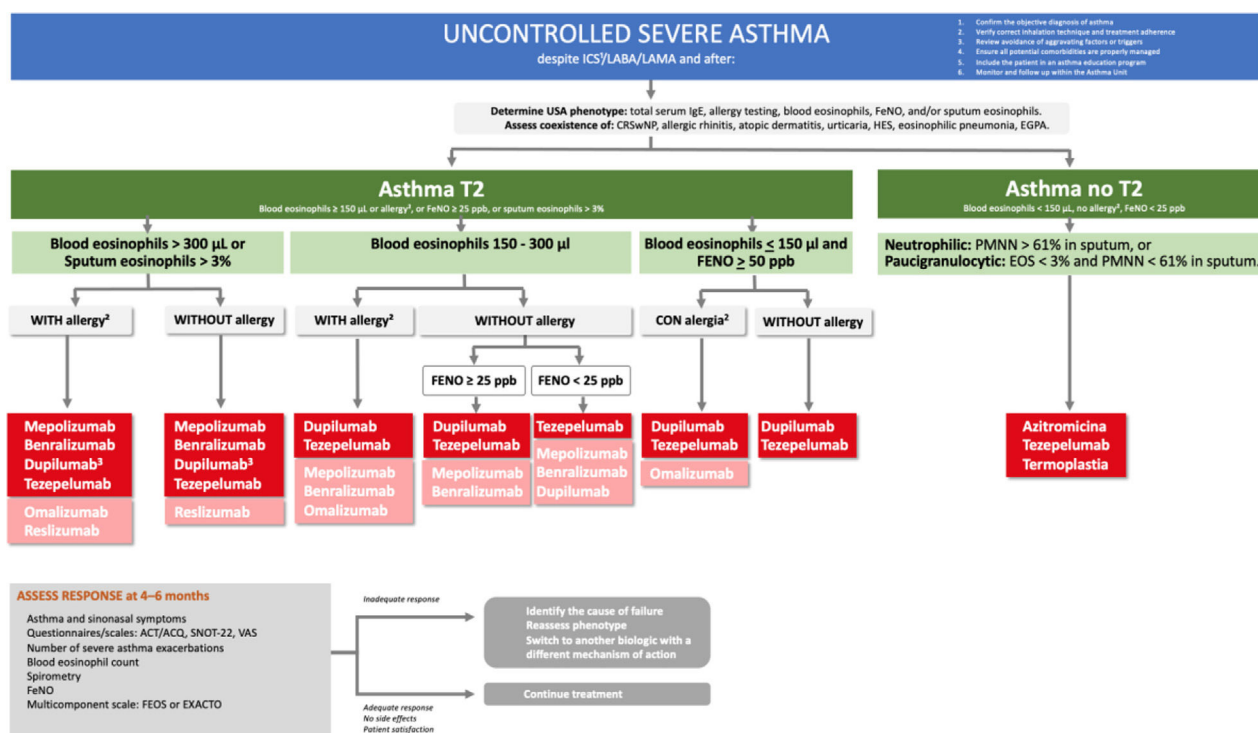 UNCONTROLLED SEVERE ASTHMA
despite ICS¹/LABA/LAMA and after:
1. Confirm the objective diagnosis of asthma
2. Verify correct inhalation technique and treatment adherence
3. Review avoidance of aggravating factors or triggers
4. Ensure all potential comorbidities are properly managed
5. Include the patient in an asthma education program
6. Monitor and follow up within the Asthma Unit
Determine USA phenotype: total serum IgE, allergy testing, blood eosinophils, FeNO, and/or sputum eosinophils.
Assess coexistence of: CRSwNP, allergic rhinitis, atopic dermatitis, urticaria, HES, eosinophilic pneumonia, EGPA.
Asthma T2
Blood eosinophils ≥ 150 µL or allergy², or FeNO ≥ 25 ppb, or sputum eosinophils > 3%
Asthma no T2
Blood eosinophils < 150 µL, no allergy², FeNO < 25 ppb
Blood eosinophils > 300 µL or
Sputum eosinophils > 3%
Blood eosinophils 150 - 300 µl
Blood eosinophils ≤ 150 µl and
FENO ≥ 50 ppb
Neutrophilic: PMNN > 61% in sputum, or
Paucigranulocytic: EOS < 3% and PMNN < 61% in sputum.
WITH allergy²
WITHOUT allergy
WITH allergy²
WITHOUT allergy
CON alergia²
WITHOUT allergy
FENO ≥ 25 ppb
FENO < 25 ppb
Mepolizumab
Benralizumab
Dupilumab³
Tezepelumab
Omalizumab
Reslizumab
Mepolizumab
Benralizumab
Dupilumab³
Tezepelumab
Reslizumab
Dupilumab
Tezepelumab
Mepolizumab
Benralizumab
Omalizumab
Dupilumab
Tezepelumab
Mepolizumab
Benralizumab
Tezepelumab
Mepolizumab
Benralizumab
Dupilumab
Dupilumab
Tezepelumab
Omalizumab
Dupilumab
Tezepelumab
Azitromicina
Tezepelumab
Termoplastia
ASSESS RESPONSE at 4–6 months
Asthma and sinonasal symptoms
Questionnaires/scales: ACT/ACQ, SNOT-22, VAS
Number of severe asthma exacerbations
Blood eosinophil count
Spirometry
FeNO
Multicomponent scale: FEOS or EXACTO
Inadequate response
Identify the cause of failure
Reassess phenotype
Switch to another biologic with a
different mechanism of action
Continue treatment
Adequate response
No side effects
Patient satisfaction